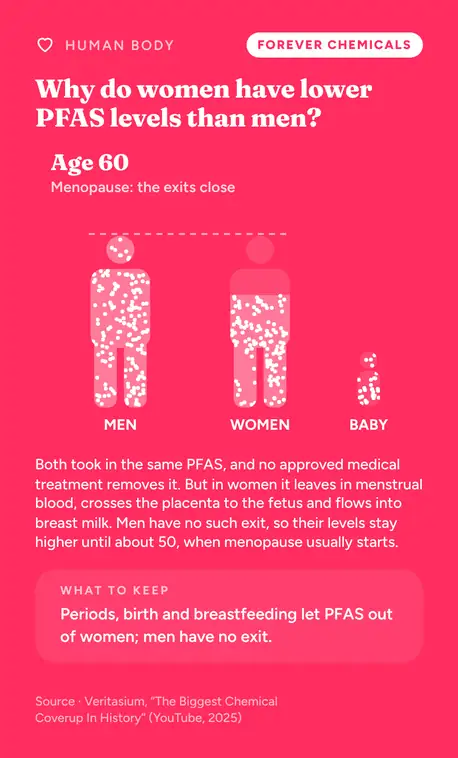 HUMAN BODY
FOREVER CHEMICALS
Why do women have lower
PFAS levels than men?
Age 60
Menopause: the exits close
MEN
WOMEN
BABY
Both took in the same PFAS, and no approved medical
treatment removes it. But in women it leaves in menstrual
blood, crosses the placenta to the fetus and flows into
breast milk. Men have no such exit, so their levels stay
higher until about 50, when menopause usually starts.
WHAT TO KEEP
Periods, birth and breastfeeding let PFAS out
of women; men have no exit.
Source · Veritasium, "The Biggest Chemical
Coverup In History" (YouTube, 2025)